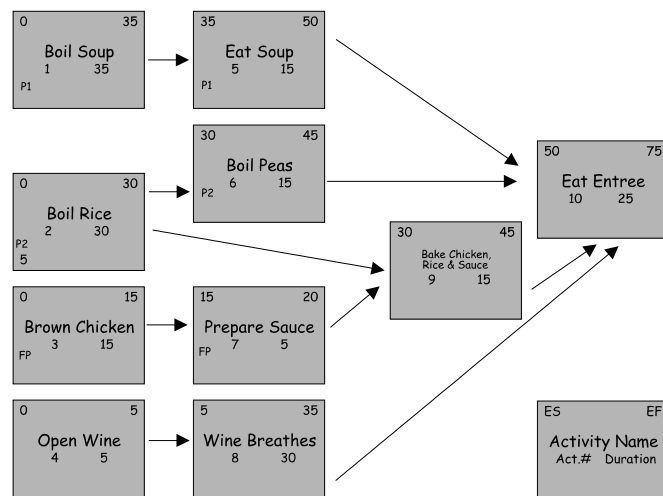 0 35
Boil Soup
1 35
P1
35 50
Eat Soup
5 15
P1
30 45
Boil Peas
6 15
P2
0 30
Boil Rice
2 30
P2
5
50 75
Eat Entree
10 25
30 45
Bake Chicken,
Rice & Sauce
9 15
0 15
Brown Chicken
3 15
FP
15 20
Prepare Sauce
7 5
FP
0 5
Open Wine
4 5
5 35
Wine Breathes
8 30
ES EF
Activity Name
Act.# Duration